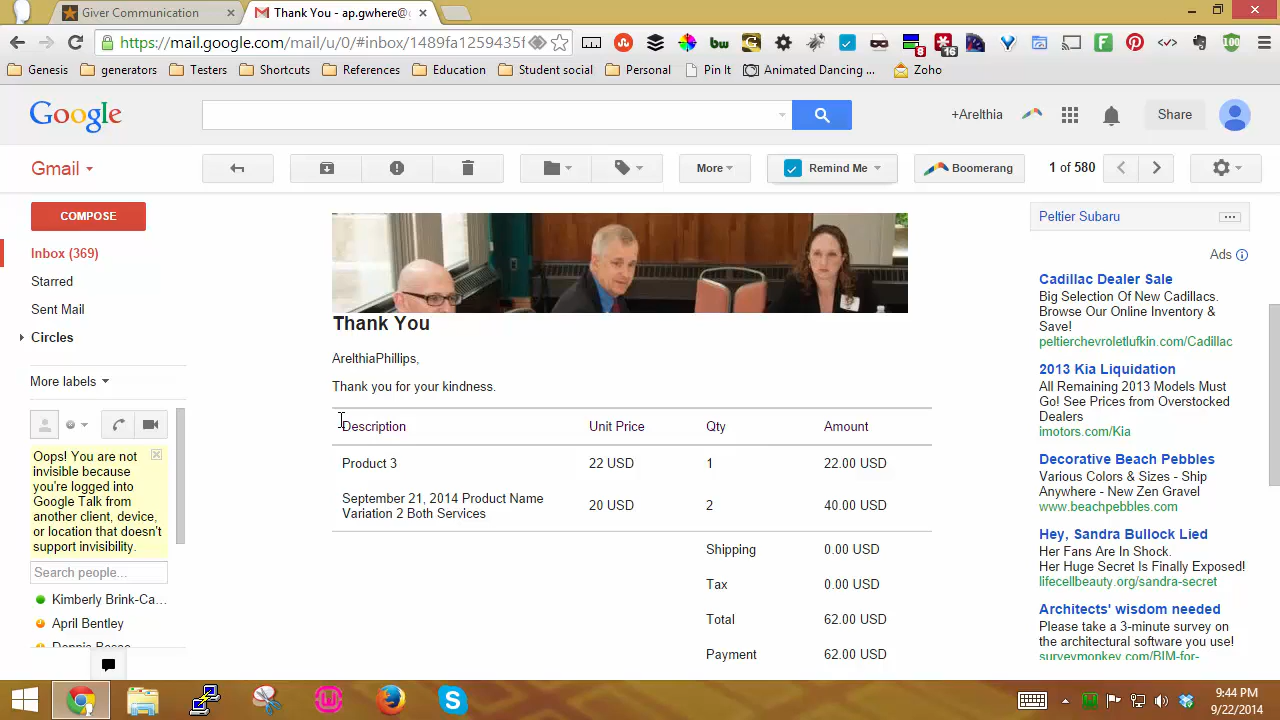 Giver Communication
Thank You - ap.gwhere@
https://mail.google.com/mail/u/0/#inbox/1489fa1259435f
bw
8
16
100
Genesis
generators
Testers
Shortcuts
References
Education
Student social
Personal
Pin It
Animated Dancing ...
Zoho
Google
+Arelthia
Share
Gmail
More
Remind Me
Boomerang
1 of 580
COMPOSE
Inbox (369)
Starred
Sent Mail
Circles
More labels
Oops! You are not
invisible because
you're logged into
Google Talk from
another client, device,
or location that doesn't
support invisibility.
Search people...
Kimberly Brink-Ca...
April Bentley
Thank You
ArelthiaPhillips,
Thank you for your kindness.
Description Unit Price Qty Amount
Product 3 22 USD 1 22.00 USD
September 21, 2014 Product Name
Variation 2 Both Services 20 USD 2 40.00 USD
Shipping 0.00 USD
Tax 0.00 USD
Total 62.00 USD
Payment 62.00 USD
Peltier Subaru
Ads
Cadillac Dealer Sale
Big Selection Of New Cadillacs.
Browse Our Online Inventory &
Save!
peltierchevroletlufkin.com/Cadillac
2013 Kia Liquidation
All Remaining 2013 Models Must
Go! See Prices from Overstocked
Dealers
imotors.com/Kia
Decorative Beach Pebbles
Various Colors & Sizes - Ship
Anywhere - New Zen Gravel
www.beachpebbles.com
Hey, Sandra Bullock Lied
Her Fans Are In Shock.
Her Huge Secret Is Finally Exposed!
lifecellbeauty.org/sandra-secret
Architects' wisdom needed
Please take a 3-minute survey on
the architectural software you use!
surveymonkey.com/BIM-for-
9:44 PM
9/22/2014